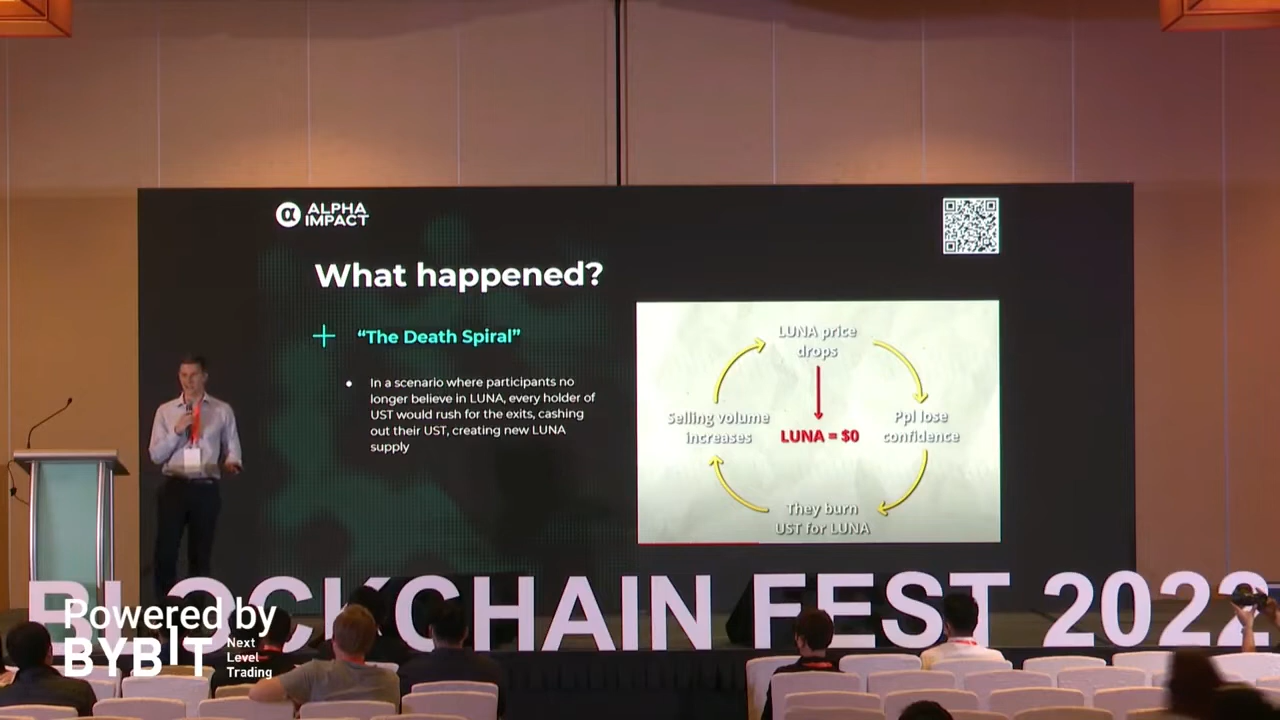 ALPHA
IMPACT
What happened?
“The Death Spiral”
In a scenario where participants no
longer believe in LUNA, every holder of
UST would rush for the exits, cashing
out their UST, creating new LUNA
supply
LUNA price
drops
Selling volume
increases
LUNA = $0
Ppl lose
confidence
They burn
UST for LUNA
BLOCKCHAIN FEST 2022
Powered by
BYBIT
Next
Level
Trading